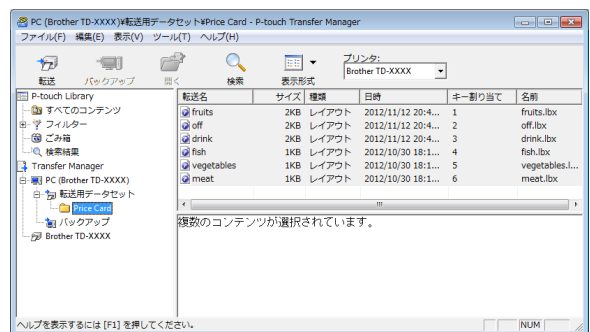 PC (Brother TD-XXXX)¥転送用データセット¥Price Card - P-touch Transfer Manager
ファイル(F) 編集(E) 表示(V) ツール(T) ヘルプ(H)
転送 バックアップ 開く 検索 表示形式 プリンタ: Brother TD-XXXX
P-touch Library
すべてのコンテンツ
フィルター
ごみ箱
検索結果
Transfer Manager
PC (Brother TD-XXXX)
転送用データセット
Price Card
バックアップ
Brother TD-XXXX
転送名 サイズ 種類 日時 キー割り当て 名前
fruits 2KB レイアウト 2012/11/12 20:4... 1 fruits.lbx
off 2KB レイアウト 2012/11/12 20:4... 2 off.lbx
drink 2KB レイアウト 2012/11/12 20:4... 3 drink.lbx
fish 1KB レイアウト 2012/10/30 18:1... 4 fish.lbx
vegetables 1KB レイアウト 2012/10/30 18:1... 5 vegetables.l...
meat 1KB レイアウト 2012/10/30 18:1... 6 meat.lbx
複数のコンテンツが選択されています。
ヘルプを表示するには [F1] を押してください。 NUM